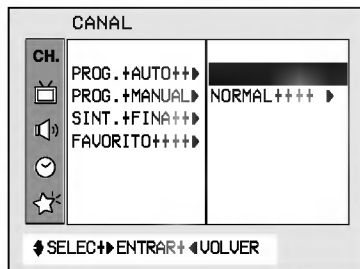 CANAL
CH.
PROG.+AUTO++▶
PROG.+MANUAL▶ NORMAL++++ ▶
SINT.+FINA++▶
FAVORITO++++▶
♦SELEC+▶ENTRAR+◀VOLVER